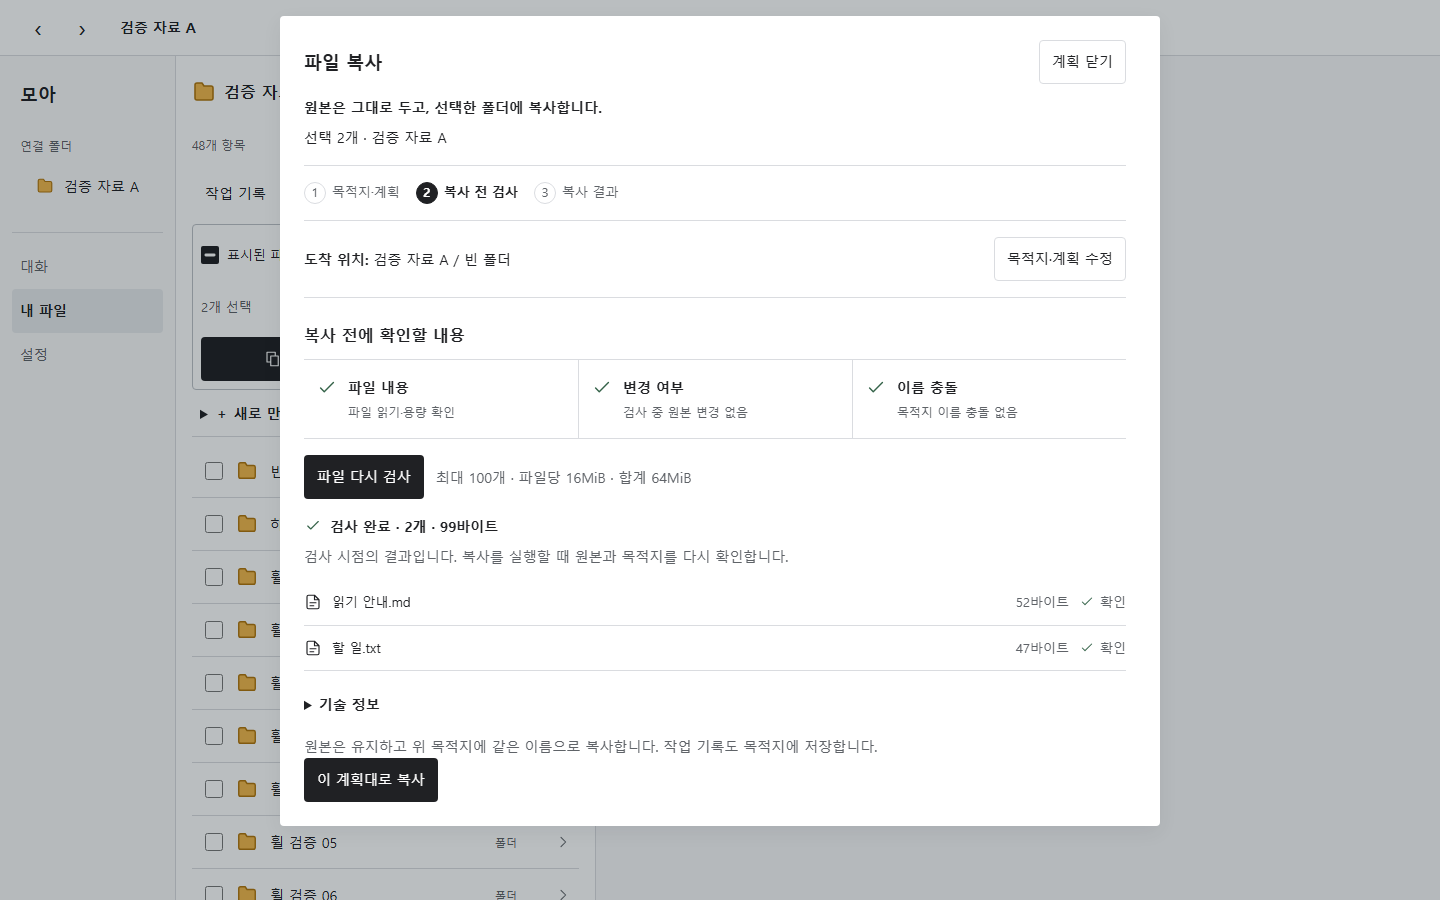 검증 자료 A
모아
연결 폴더
검증 자료 A
대화
내 파일
설정
검증 자
48개 항목
작업 기록
표시된
2개 선택
+ 새로
휠 검증 05 폴더
휠 검증 06 폴더
파일 복사
계획 닫기
원본은 그대로 두고, 선택한 폴더에 복사합니다.
선택 2개 · 검증 자료 A
1 목적지·계획 2 복사 전 검사 3 복사 결과
도착 위치: 검증 자료 A / 빈 폴더
목적지·계획 수정
복사 전에 확인할 내용
파일 내용
파일 읽기·용량 확인
변경 여부
검사 중 원본 변경 없음
이름 충돌
목적지 이름 충돌 없음
파일 다시 검사 최대 100개 · 파일당 16MiB · 합계 64MiB
검사 완료 · 2개 · 99바이트
검사 시점의 결과입니다. 복사를 실행할 때 원본과 목적지를 다시 확인합니다.
읽기 안내.md 52바이트 확인
할 일.txt 47바이트 확인
기술 정보
원본은 유지하고 위 목적지에 같은 이름으로 복사합니다. 작업 기록도 목적지에 저장합니다.
이 계획대로 복사